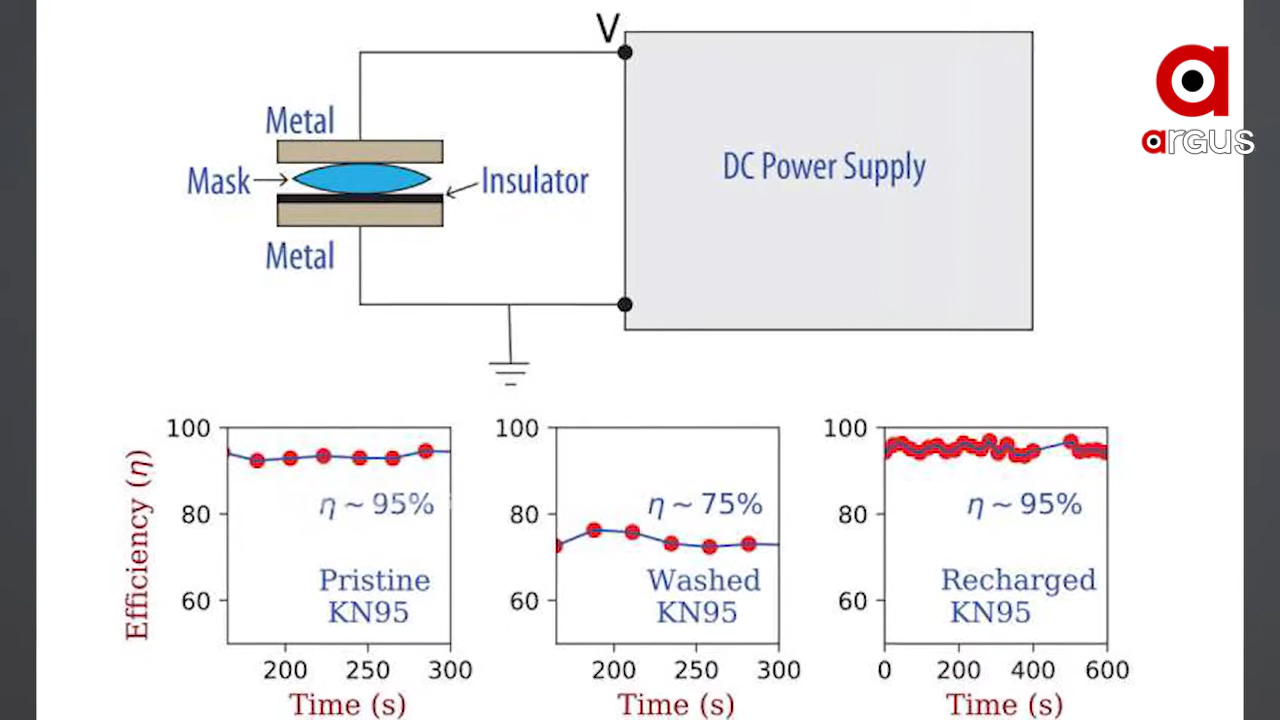 V
argus
Metal
DC Power Supply
Mask
Insulator
Metal
Efficiency (η)
100
80
60
η ~ 95%
Pristine
KN95
200 250 300
Time (s)
100
80
60
η ~ 75%
Washed
KN95
200 250 300
Time (s)
100
80
60
η ~ 95%
Recharged
KN95
0 200 400 600
Time (s)